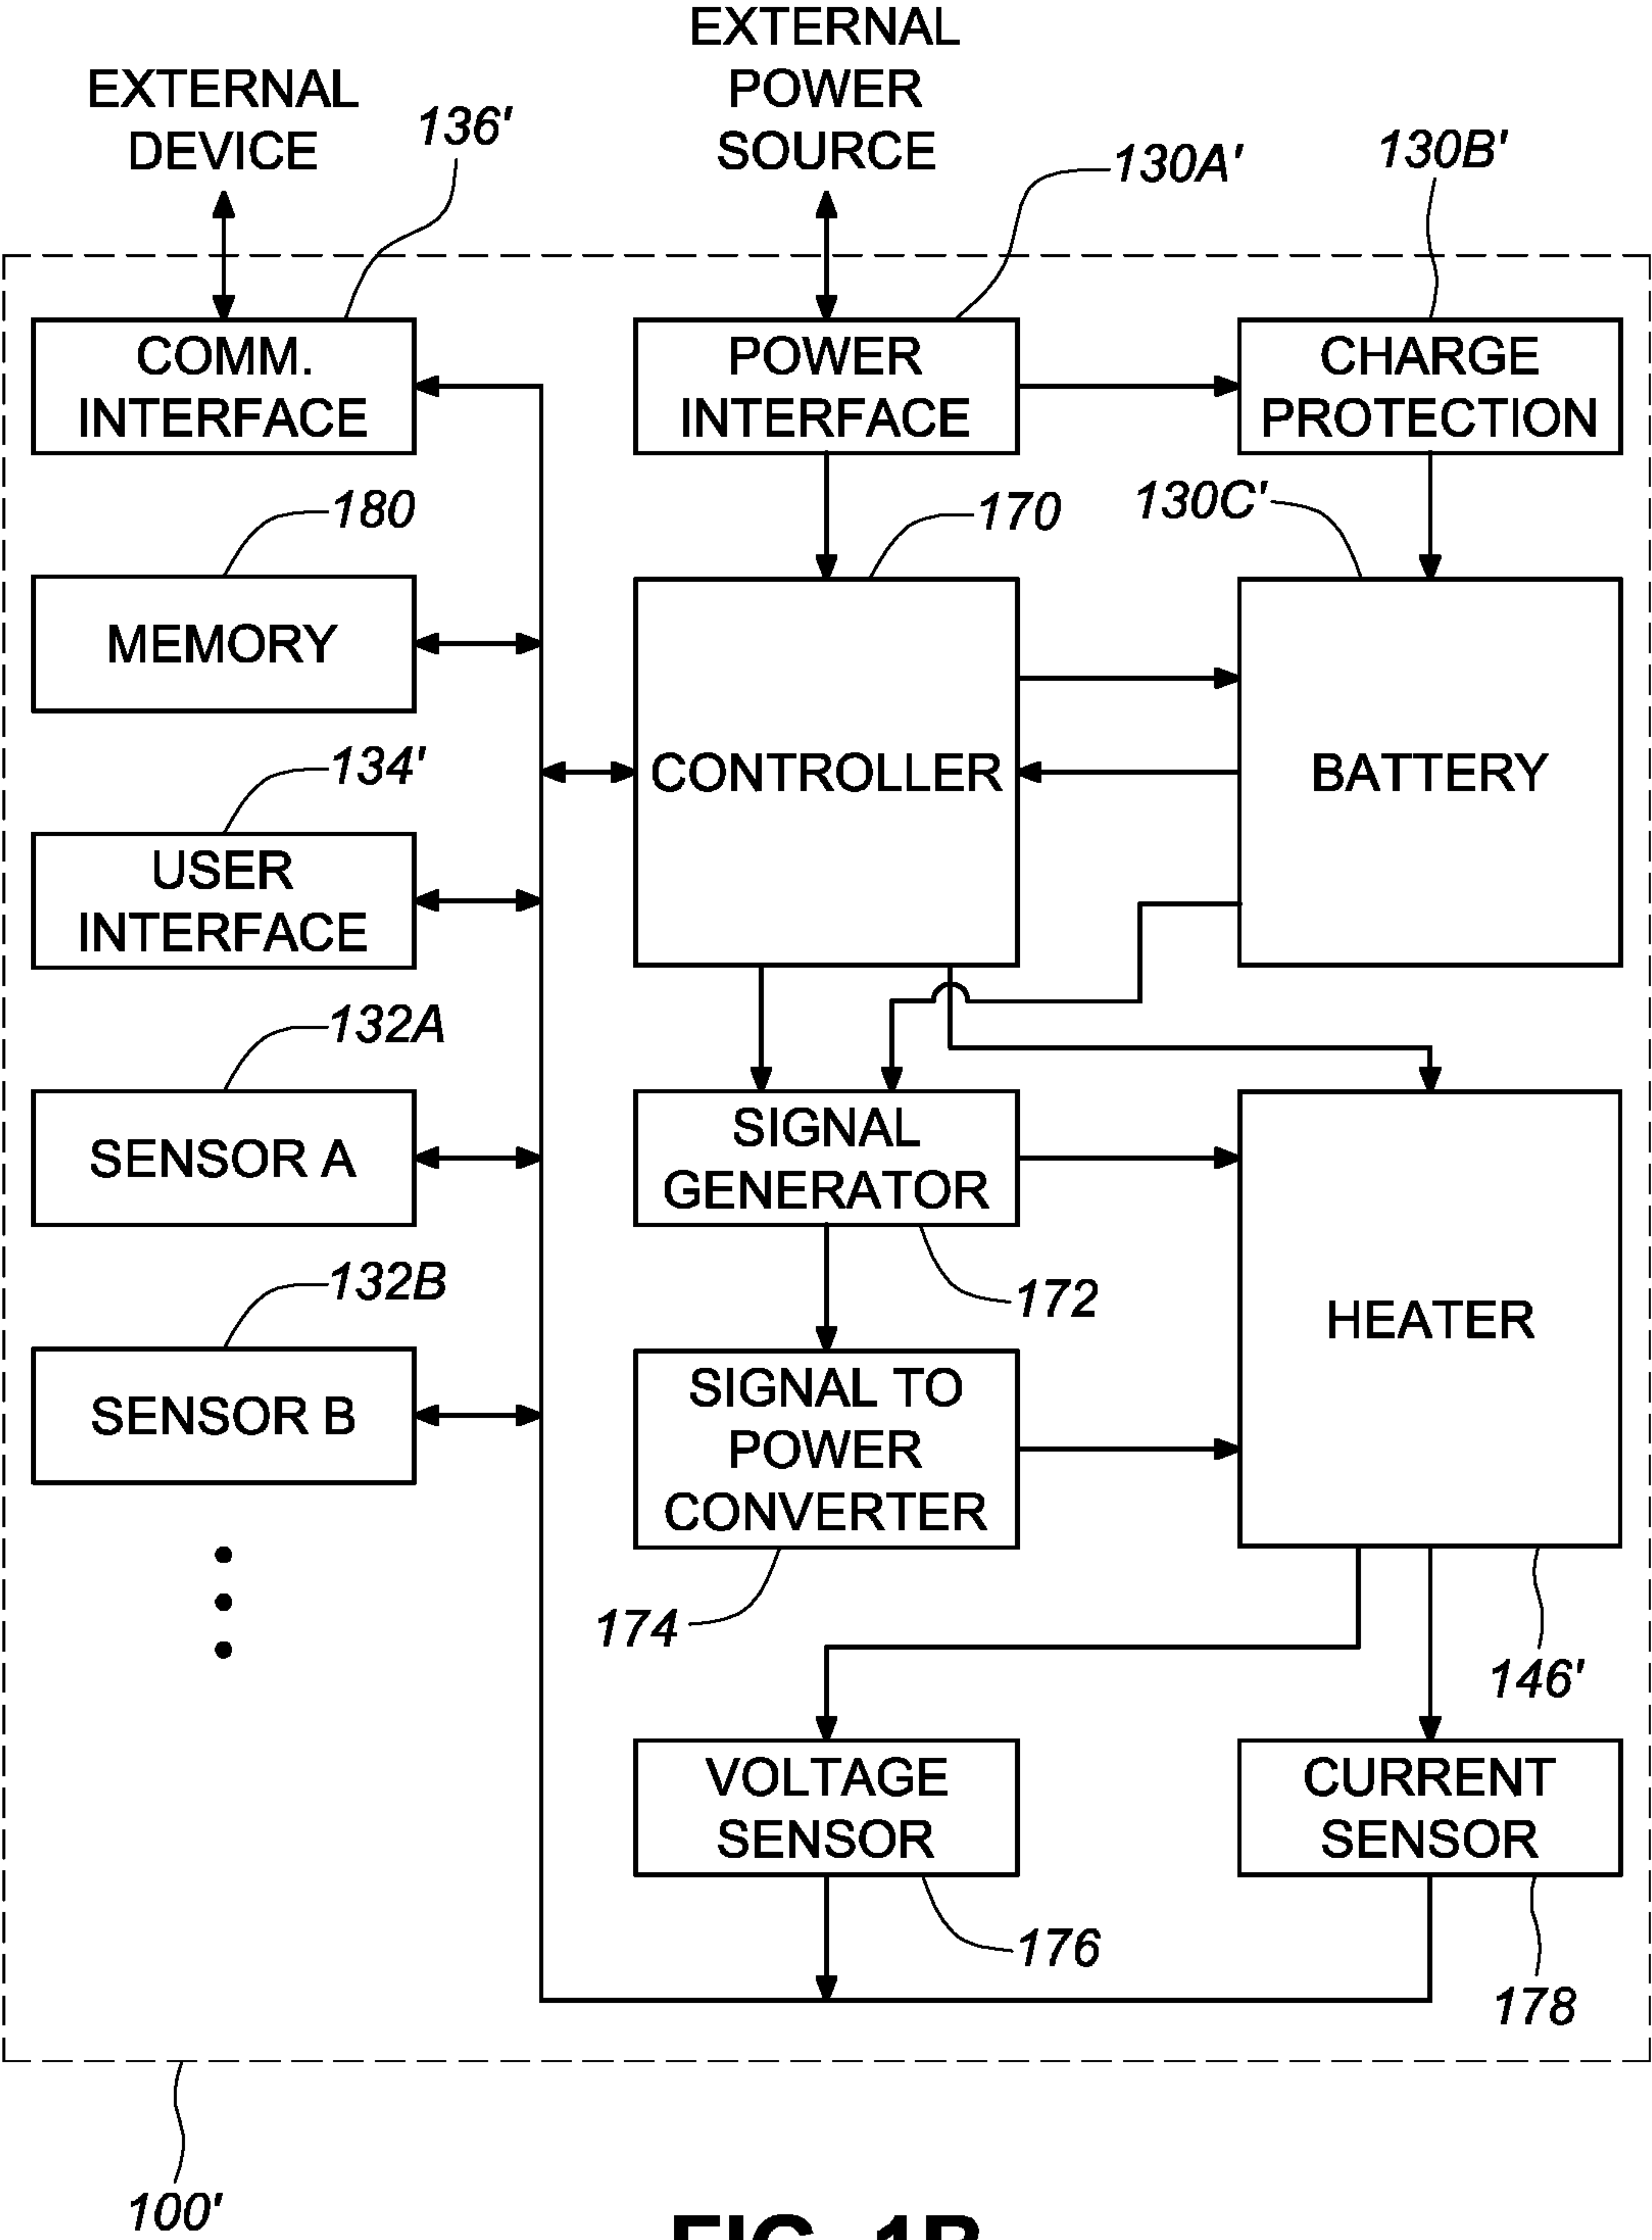 EXTERNAL
DEVICE
136'
EXTERNAL
POWER
SOURCE
130A'
130B'
COMM.
INTERFACE
POWER
INTERFACE
CHARGE
PROTECTION
180
170
130C'
MEMORY
CONTROLLER
BATTERY
134'
USER
INTERFACE
132A
SENSOR A
SIGNAL
GENERATOR
172
HEATER
132B
SENSOR B
SIGNAL TO
POWER
CONVERTER
174
146'
VOLTAGE
SENSOR
CURRENT
SENSOR
176
178
100'
FIG. 1B